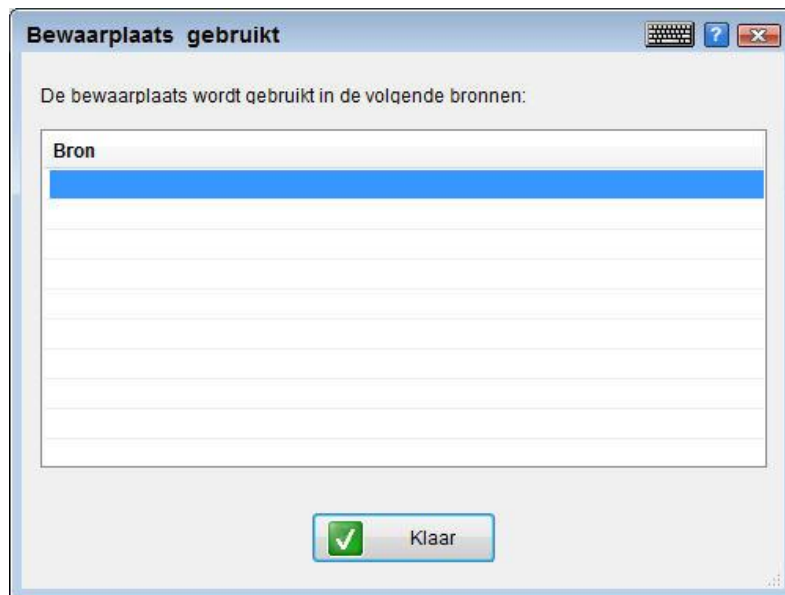 Bewaarplaats gebruikt
?
De bewaarplaats wordt gebruikt in de volgende bronnen:
Bron
Klaar